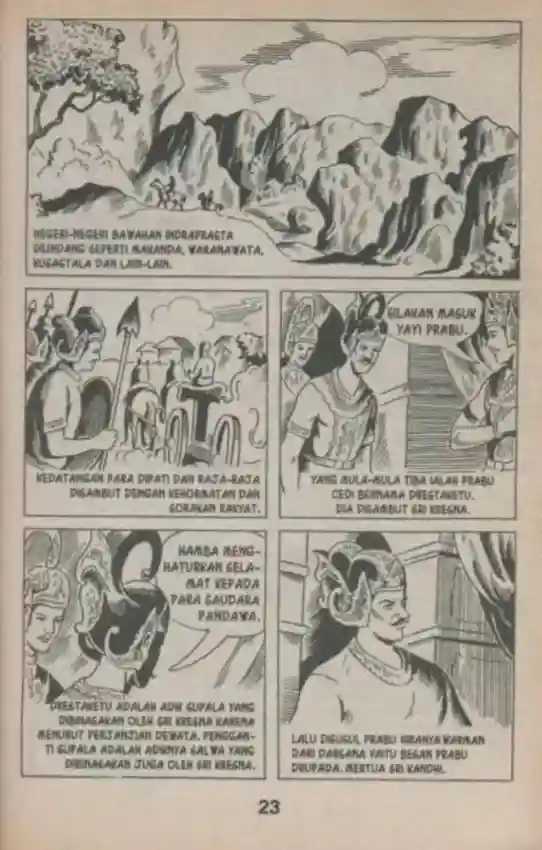 NEGERI-NEGERI BAWAHAN INDRAPRASTA
DIUNDANG SEPERTI MAKANDA, WARANAWATA,
KUSASTALA DAN LAIN-LAIN.
KEDATANGAN PARA DIPATI DAN RAJA-RAJA
DISAMBUT DENGAN KEHORMATAN DAN
SORAKAN RAKYAT.
SILAKAN MASUK
YAYI PRABU.
YANG MULA-MULA TIBA IALAH PRABU
CEDI BERNAMA DRESTAKETU.
DIA DISAMBUT SRI KRESNA.
HAMBA MENG-
HATURKAN SELA-
MAT KEPADA
PARA SAUDARA
PANDAWA.
DRESTAKETU ADALAH ADIK SUPALA YANG
DIBINASAKAN OLEH SRI KRESNA KARENA
MENURUT PERJANJIAN DEWATA. PENGGAN-
TI SUPALA ADALAH ADIKNYA SALWA YANG
DIBINASAKAN JUGA OLEH SRI KRESNA.
LALU DISUSUL PRABU HIRANYAWARMAN
DARI DARSANA YAITU BESAN PRABU
DRUPADA. MERTUA SRI KANDHI.
23